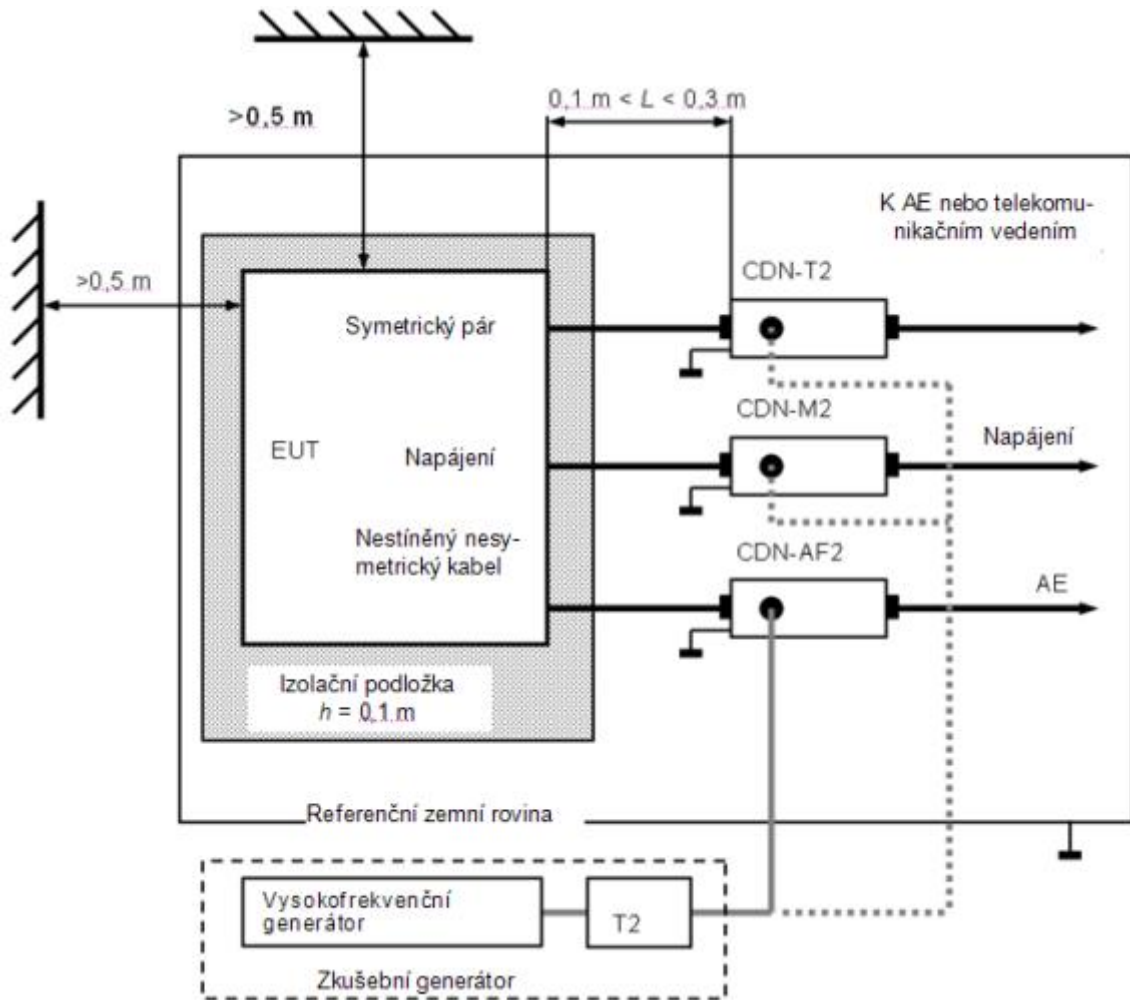 >0,5 m
0,1 m < L < 0,3 m
K AE nebo telekomu-
nikačním vedením
>0,5 m
CDN-T2
Symetrický pár
CDN-M2
EUT
Napájení
Napájení
Nestíněný nesy-
metrický kabel
CDN-AF2
AE
Izolační podložka
h = 0,1 m
Referenční zemní rovina
Vysokofrekvenční
generátor
T2
Zkušební generátor